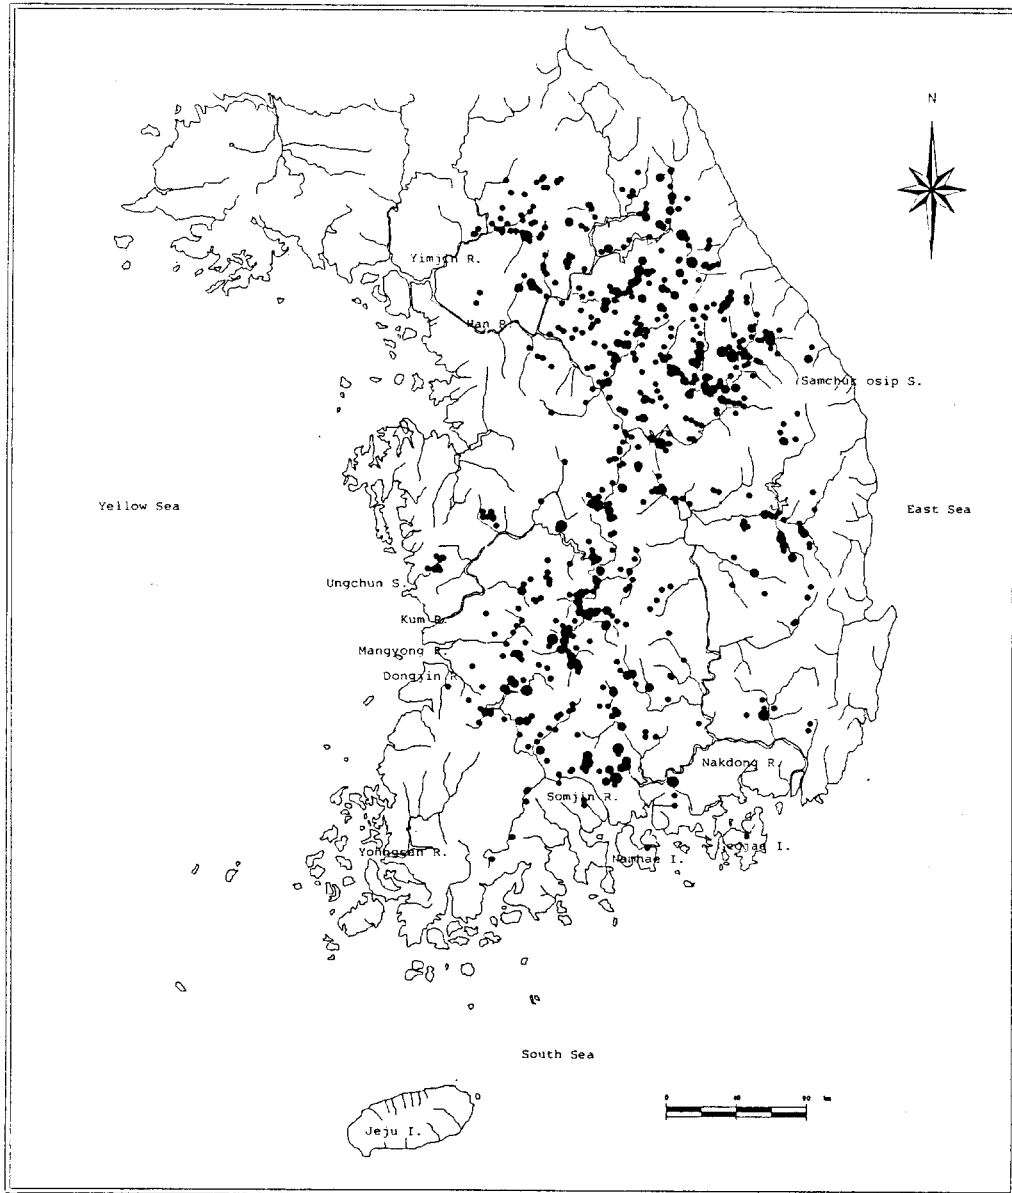 N
Yimjin R.
Han R.
Samchuk osip S.
Yellow Sea
East Sea
Ungchun S.
Kum R.
Mangyong R.
Dongjin R.
Nakdong R.
Somjin R.
Yongsan R.
Namhae I.
South Sea
Jeju I.